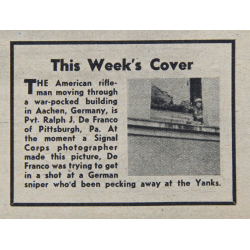 This Week's Cover
THE American rifle-
man moving through
a war-pocked building
in Aachen, Germany, is
Pvt. Ralph J. De Franco
of Pittsburgh, Pa. At
the moment a Signal
Corps photographer
made this picture, De
Franco was trying to get
in a shot at a German
sniper who'd been pecking away at the Yanks.